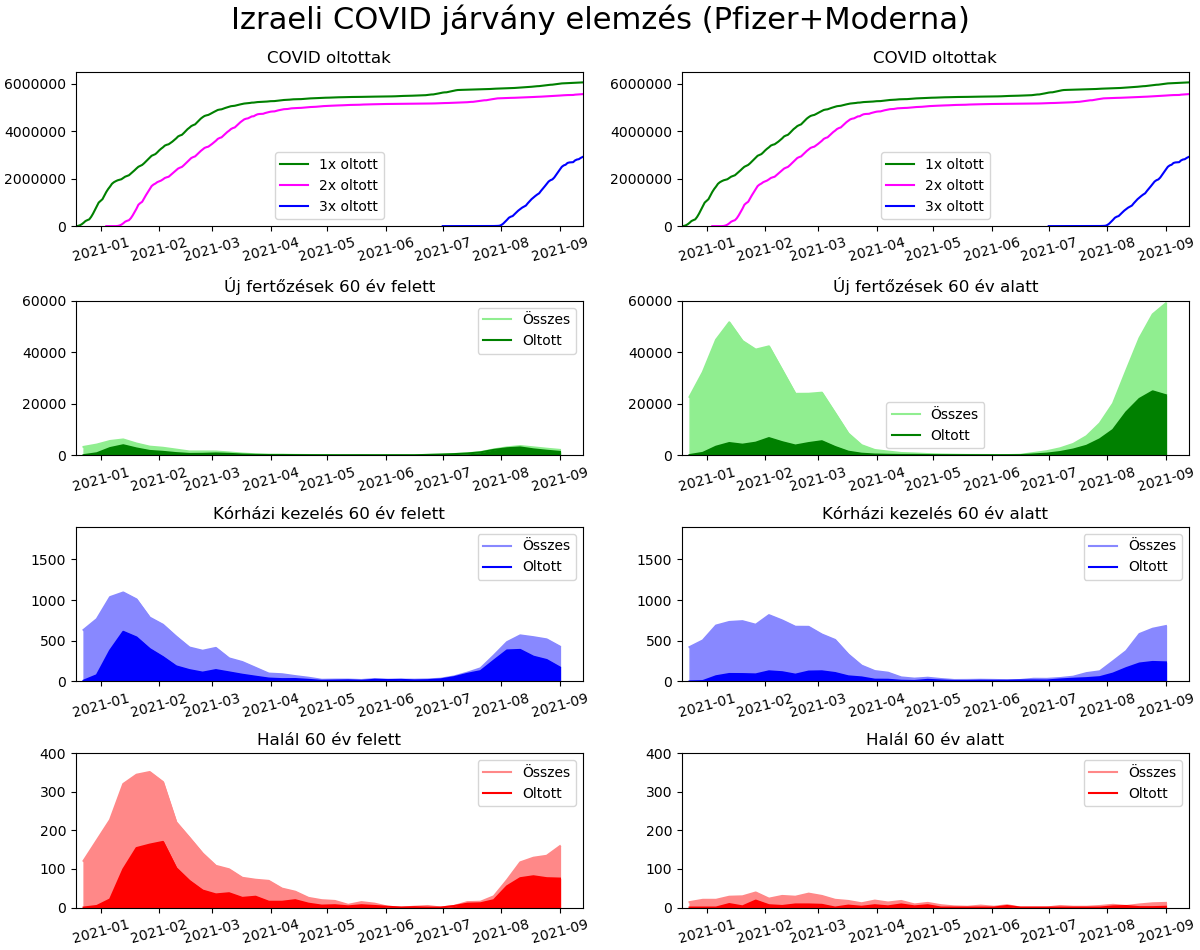 Izraeli COVID járvány elemzés (Pfizer+Moderna)
COVID oltottak
6000000
4000000
2000000
0
1x oltott
2x oltott
3x oltott
2021-01 2021-02 2021-03 2021-04 2021-05 2021-06 2021-07 2021-08 2021-09
COVID oltottak
6000000
4000000
2000000
0
1x oltott
2x oltott
3x oltott
2021-01 2021-02 2021-03 2021-04 2021-05 2021-06 2021-07 2021-08 2021-09
Új fertőzések 60 év felett
60000
40000
20000
0
Összes
Oltott
2021-01 2021-02 2021-03 2021-04 2021-05 2021-06 2021-07 2021-08 2021-09
Új fertőzések 60 év alatt
60000
40000
20000
0
Összes
Oltott
2021-01 2021-02 2021-03 2021-04 2021-05 2021-06 2021-07 2021-08 2021-09
Kórházi kezelés 60 év felett
1500
1000
500
0
Összes
Oltott
2021-01 2021-02 2021-03 2021-04 2021-05 2021-06 2021-07 2021-08 2021-09
Kórházi kezelés 60 év alatt
1500
1000
500
0
Összes
Oltott
2021-01 2021-02 2021-03 2021-04 2021-05 2021-06 2021-07 2021-08 2021-09
Halál 60 év felett
400
300
200
100
0
Összes
Oltott
2021-01 2021-02 2021-03 2021-04 2021-05 2021-06 2021-07 2021-08 2021-09
Halál 60 év alatt
400
300
200
100
0
Összes
Oltott
2021-01 2021-02 2021-03 2021-04 2021-05 2021-06 2021-07 2021-08 2021-09